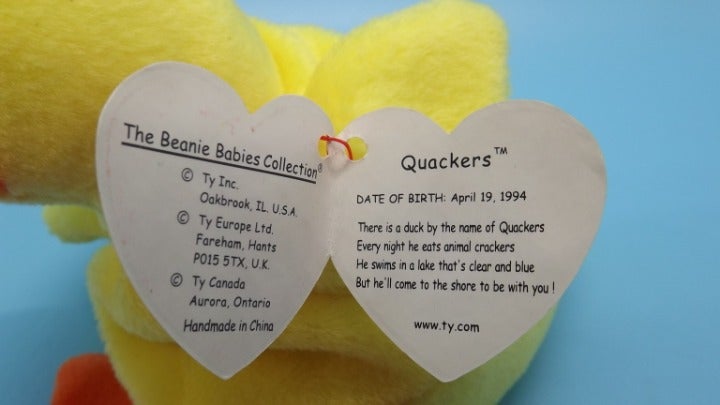 The Beanie Babies Collection®
© Ty Inc.
Oakbrook, IL. U.S.A.
© Ty Europe Ltd.
Fareham, Hants
PO15 5TX, U.K.
© Ty Canada
Aurora, Ontario
Handmade in China
Quackers™
DATE OF BIRTH: April 19, 1994
There is a duck by the name of Quackers
Every night he eats animal crackers
He swims in a lake that's clear and blue
But he'll come to the shore to be with you !
www.ty.com